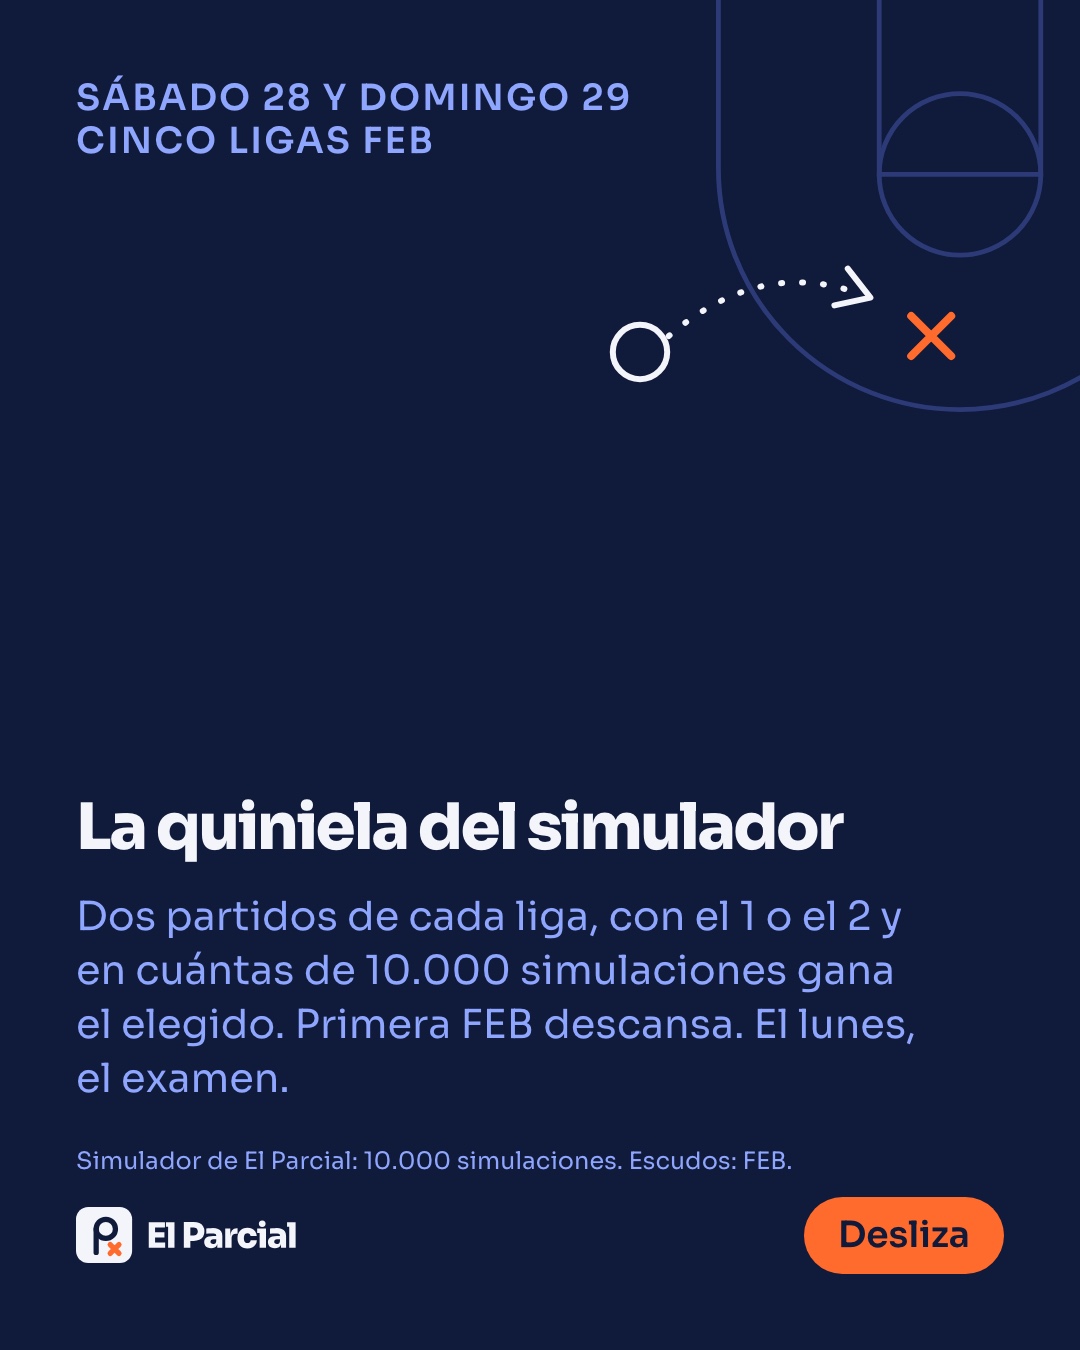 SÁBADO 28 Y DOMINGO 29
CINCO LIGAS FEB
La quiniela del simulador
Dos partidos de cada liga, con el 1 o el 2 y
en cuántas de 10.000 simulaciones gana
el elegido. Primera FEB descansa. El lunes,
el examen.
Simulador de El Parcial: 10.000 simulaciones. Escudos: FEB.
El Parcial
Desliza